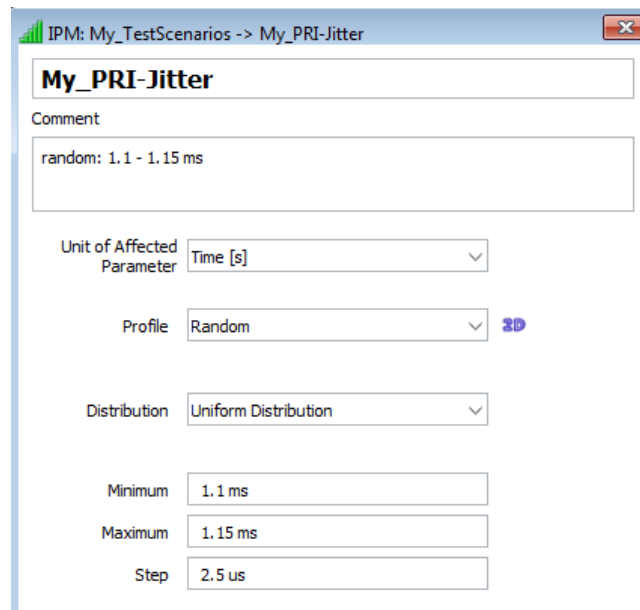 IPM: My_TestScenarios -> My_PRI-Jitter
My_PRI-Jitter
Comment
random: 1.1 - 1.15 ms
Unit of Affected
Parameter
Time [s]
Profile
Random
2D
Distribution
Uniform Distribution
Minimum
1.1 ms
Maximum
1.15 ms
Step
2.5 us